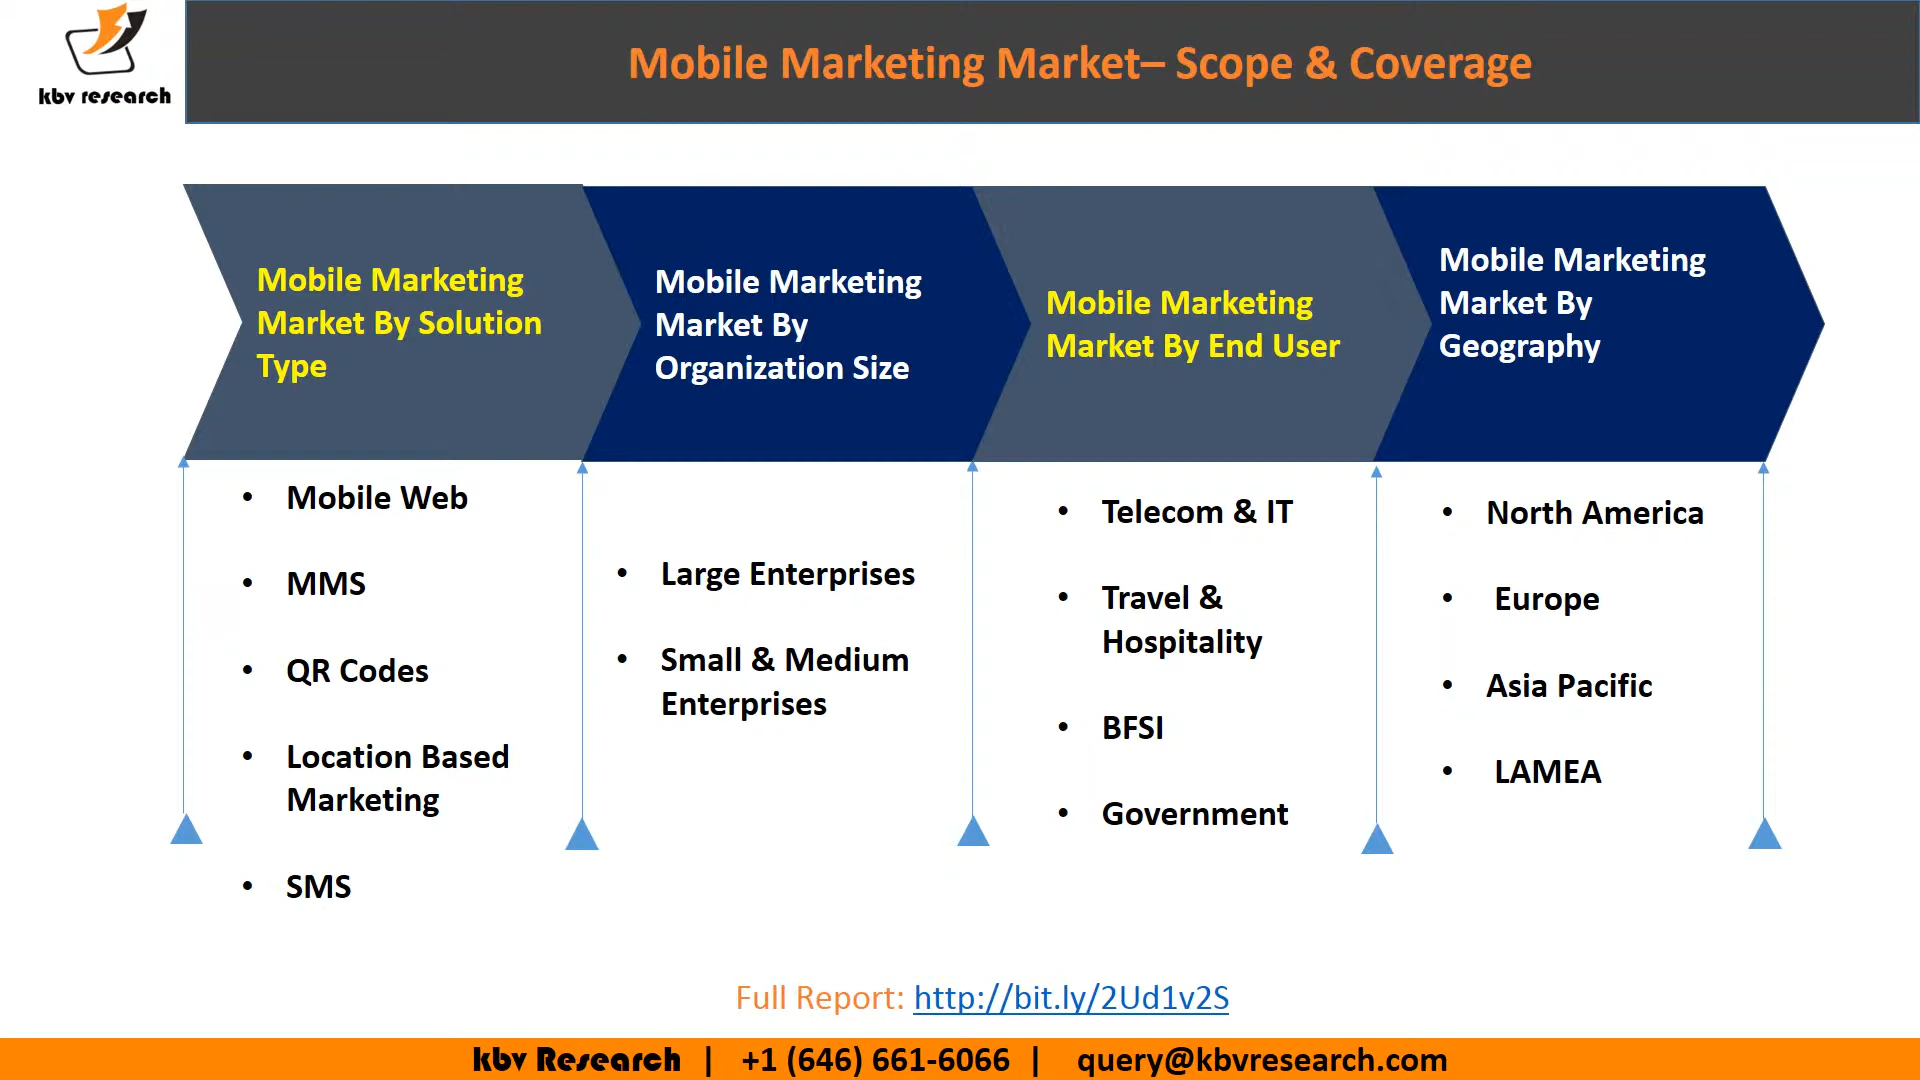 kbv research
Mobile Marketing Market– Scope & Coverage
Mobile Marketing
Market By Solution
Type
Mobile Marketing
Market By
Organization Size
Mobile Marketing
Market By End User
Mobile Marketing
Market By
Geography
• Mobile Web
• MMS
• QR Codes
• Location Based
Marketing
• SMS
• Large Enterprises
• Small & Medium
Enterprises
• Telecom & IT
• Travel &
Hospitality
• BFSI
• Government
• North America
• Europe
• Asia Pacific
• LAMEA
Full Report: http://bit.ly/2Ud1v2S
kbv Research | +1 (646) 661-6066 | query@kbvresearch.com